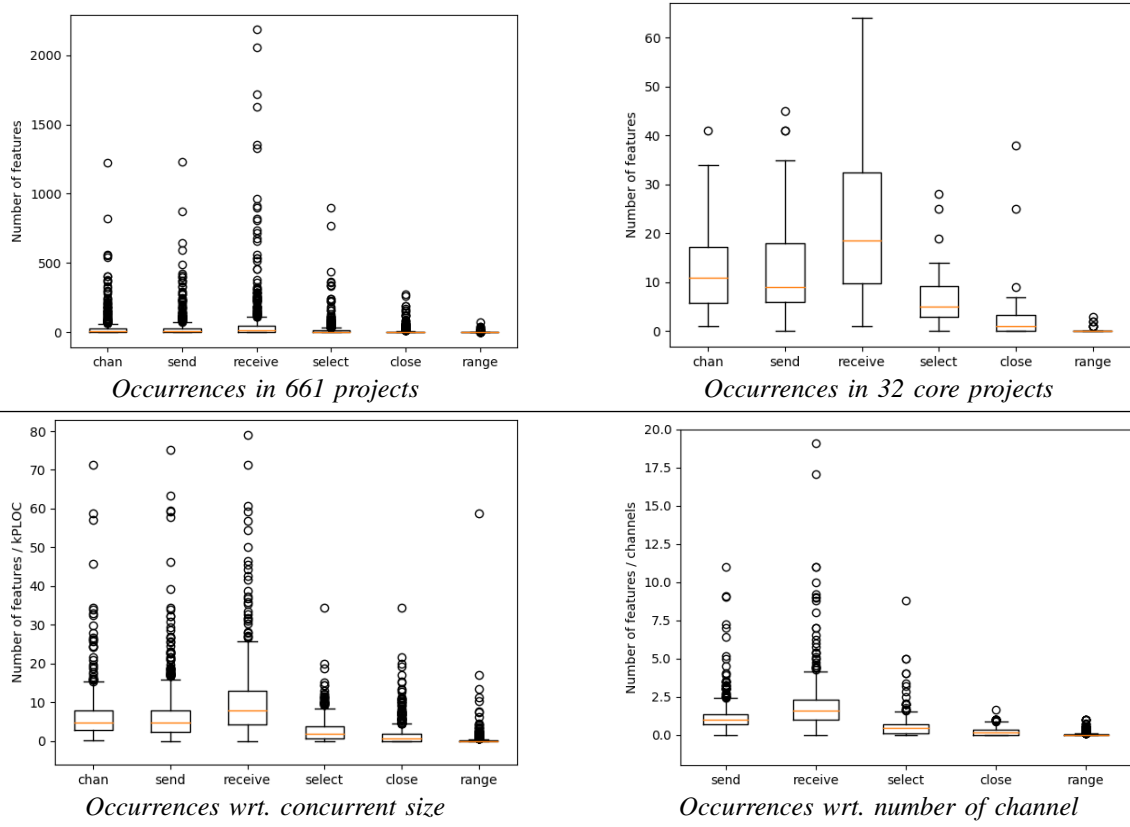 Number of features
2000
1500
1000
500
0
chan send receive select close range
Occurrences in 661 projects
Number of features
60
50
40
30
20
10
0
chan send receive select close range
Occurrences in 32 core projects
Number of features / kPLOC
80
70
60
50
40
30
20
10
0
chan send receive select close range
Occurrences wrt. concurrent size
Number of features / channels
20.0
17.5
15.0
12.5
10.0
7.5
5.0
2.5
0.0
send receive select close range
Occurrences wrt. number of channel